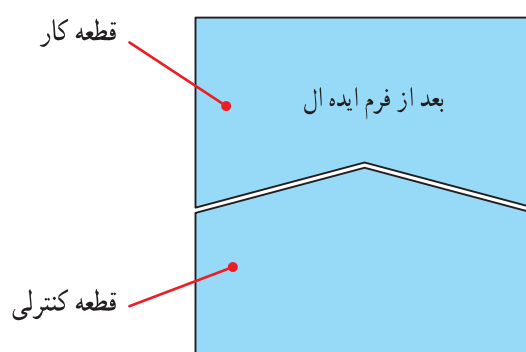 قطعه کار
بعد از فرم ایده ال
قطعه کنترلی